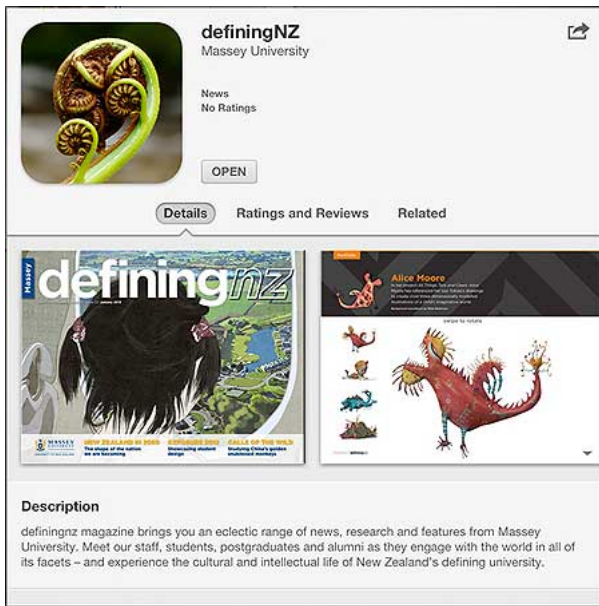 definingNZ
Massey University
News
No Ratings
OPEN
Details
Ratings and Reviews
Related
Massey
definingnz
January 2013
MASSEY
NEW ZEALAND IN 2050
The shape of the nation
we are becoming
EXPOSURE 2012
Showcasing student
design
CALLS OF THE WILD
Studying China's golden
snubnosed monkeys
Alice Moore
swipe to rotate
Description
definingnz magazine brings you an eclectic range of news, research and features from Massey
University. Meet our staff, students, postgraduates and alumni as they engage with the world in all of
its facets – and experience the cultural and intellectual life of New Zealand's defining university.